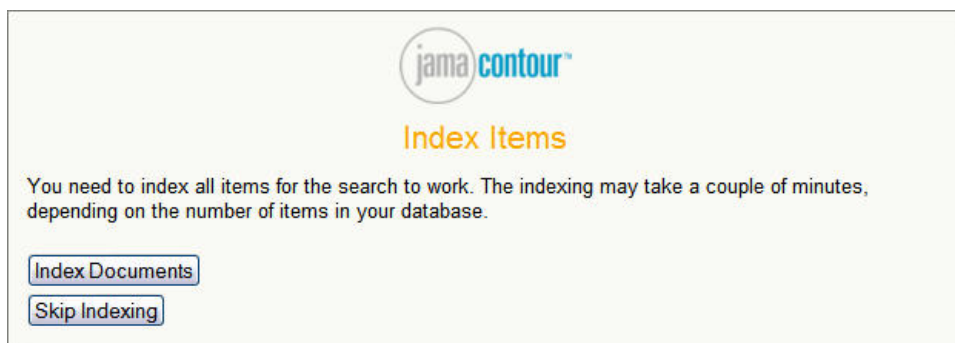 jama contour™
Index Items
You need to index all items for the search to work. The indexing may take a couple of minutes,
depending on the number of items in your database.
Index Documents
Skip Indexing